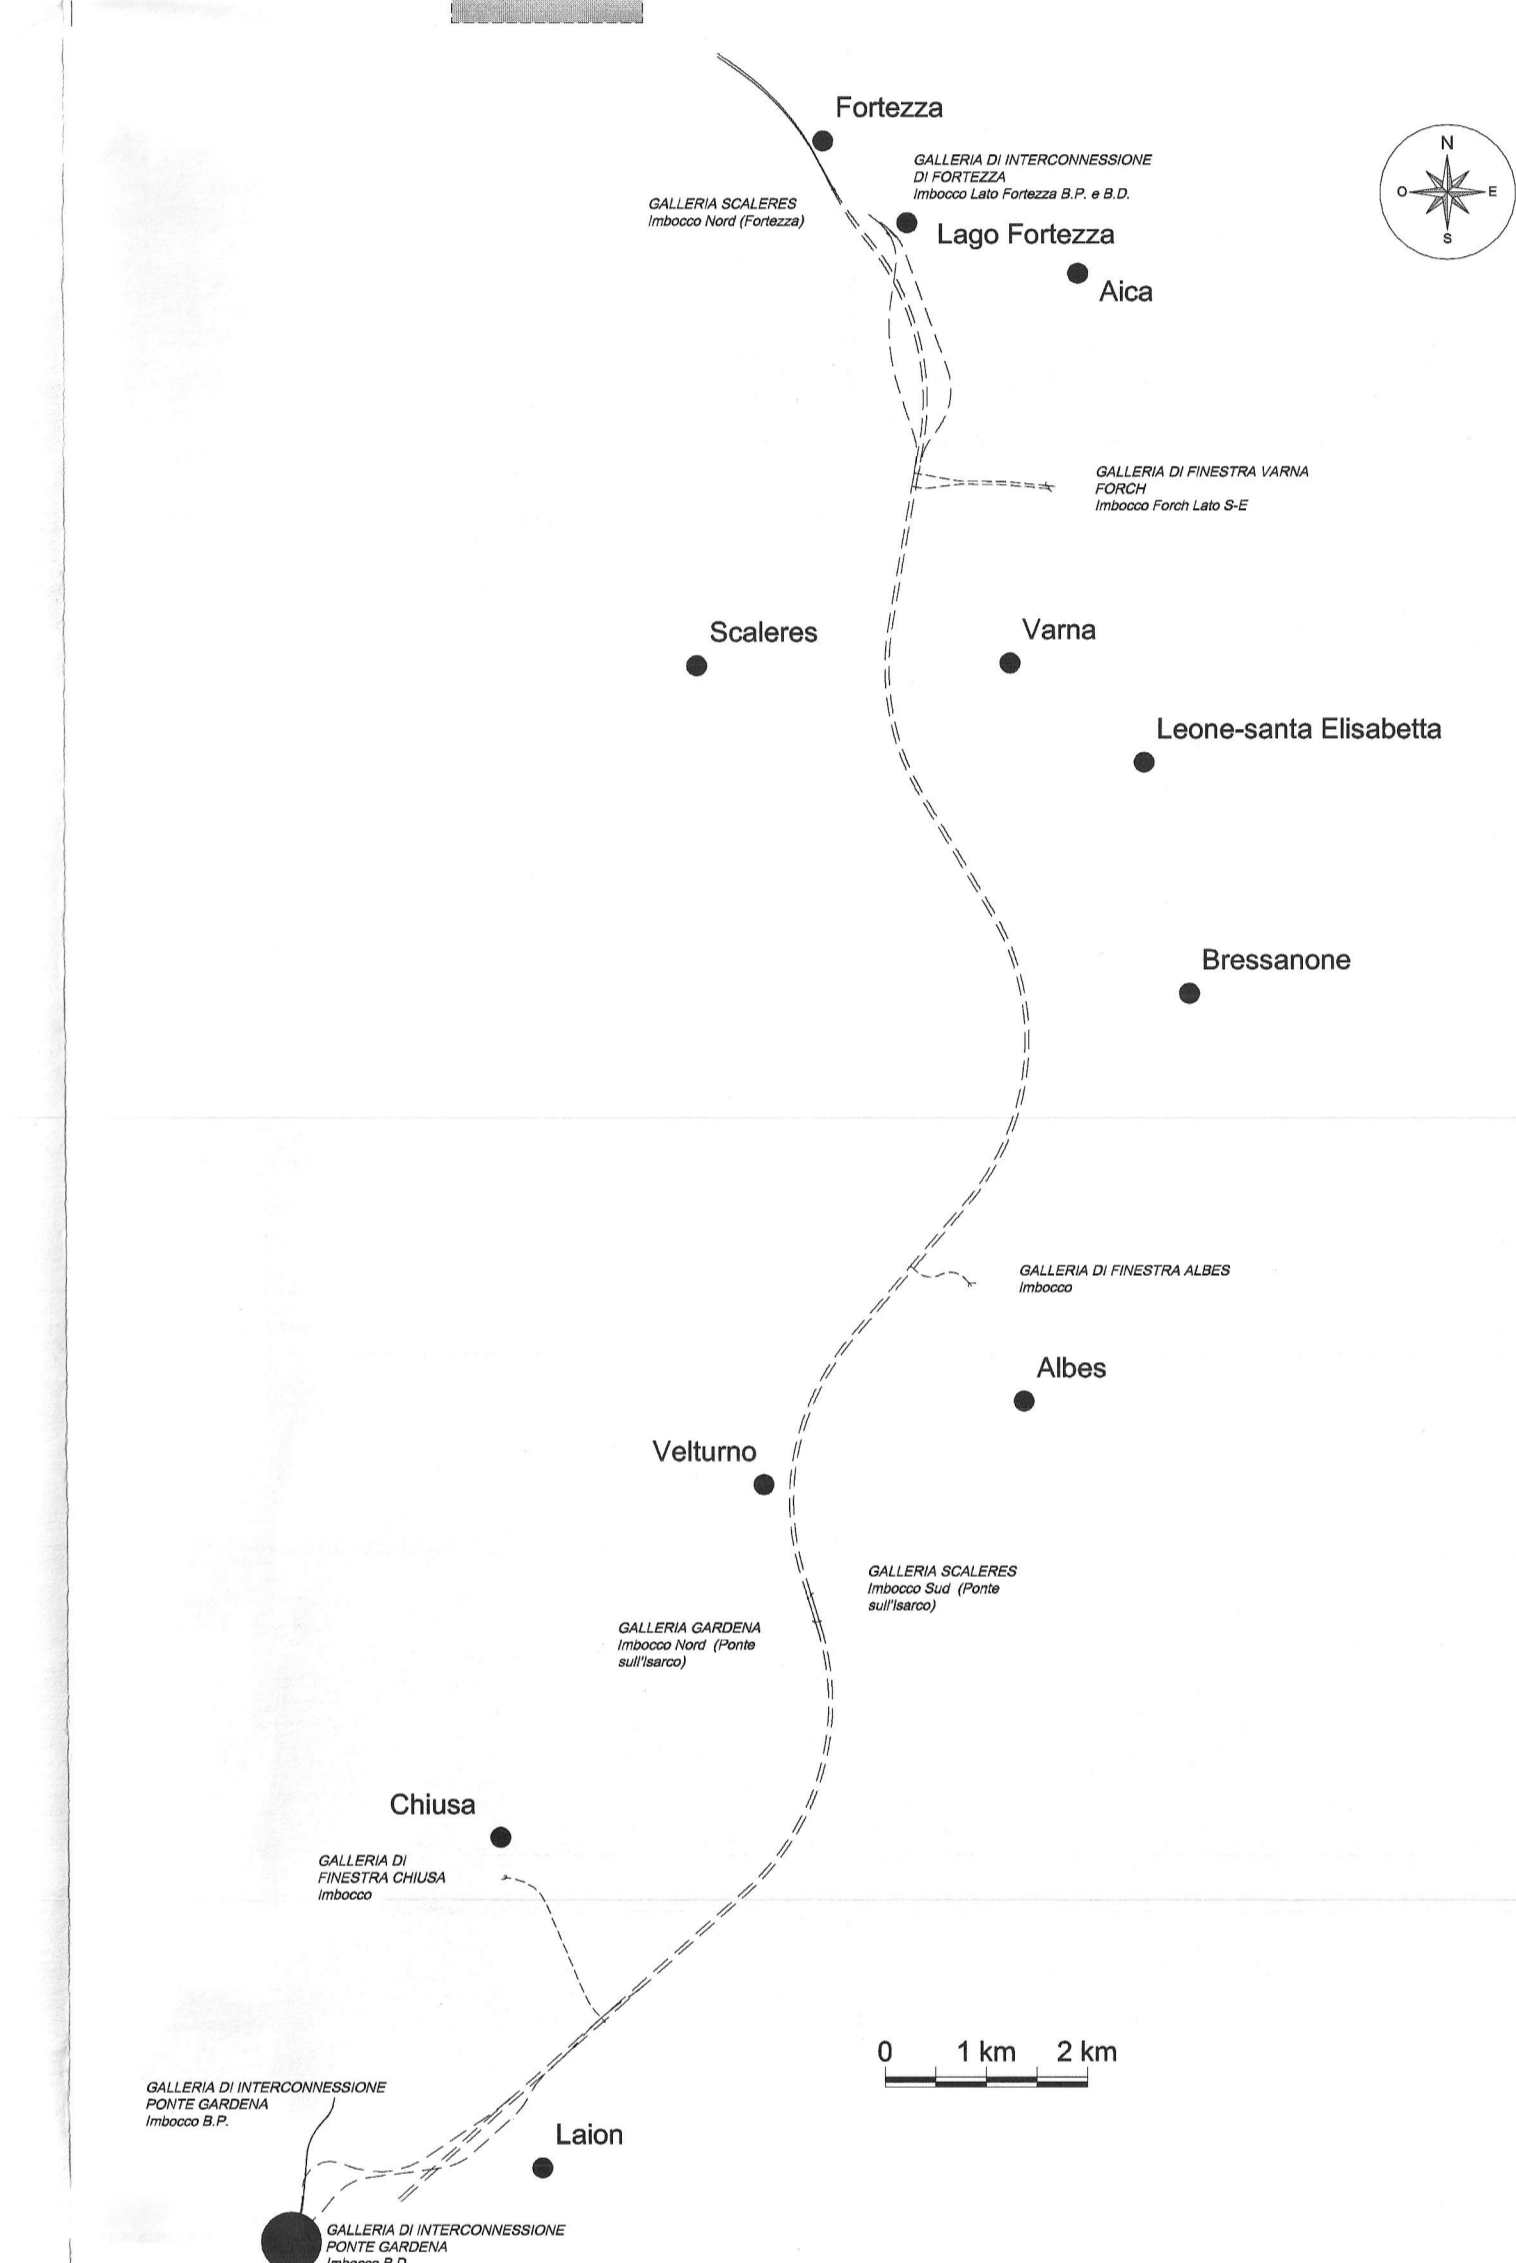 Fortezza
N
O
E
S
GALLERIA DI INTERCONNESSIONE
DI FORTEZZA
Imbocco Lato Fortezza B.P. e B.D.
GALLERIA SCALERES
Imbocco Nord (Fortezza)
Lago Fortezza
Aica
GALLERIA DI FINESTRA VARNA
FORCH
Imbocco Forch Lato S-E
Scaleres
Varna
Leone-santa Elisabetta
Bressanone
GALLERIA DI FINESTRA ALBES
Imbocco
Albes
Velturno
GALLERIA SCALERES
Imbocco Sud (Ponte
sull'Isarco)
GALLERIA GARDENA
Imbocco Nord (Ponte
sull'Isarco)
Chiusa
GALLERIA DI
FINESTRA CHIUSA
Imbocco
0 1 km 2 km
GALLERIA DI INTERCONNESSIONE
PONTE GARDENA
Imbocco B.P.
Laion
GALLERIA DI INTERCONNESSIONE
PONTE GARDENA
Imbocco B.D.